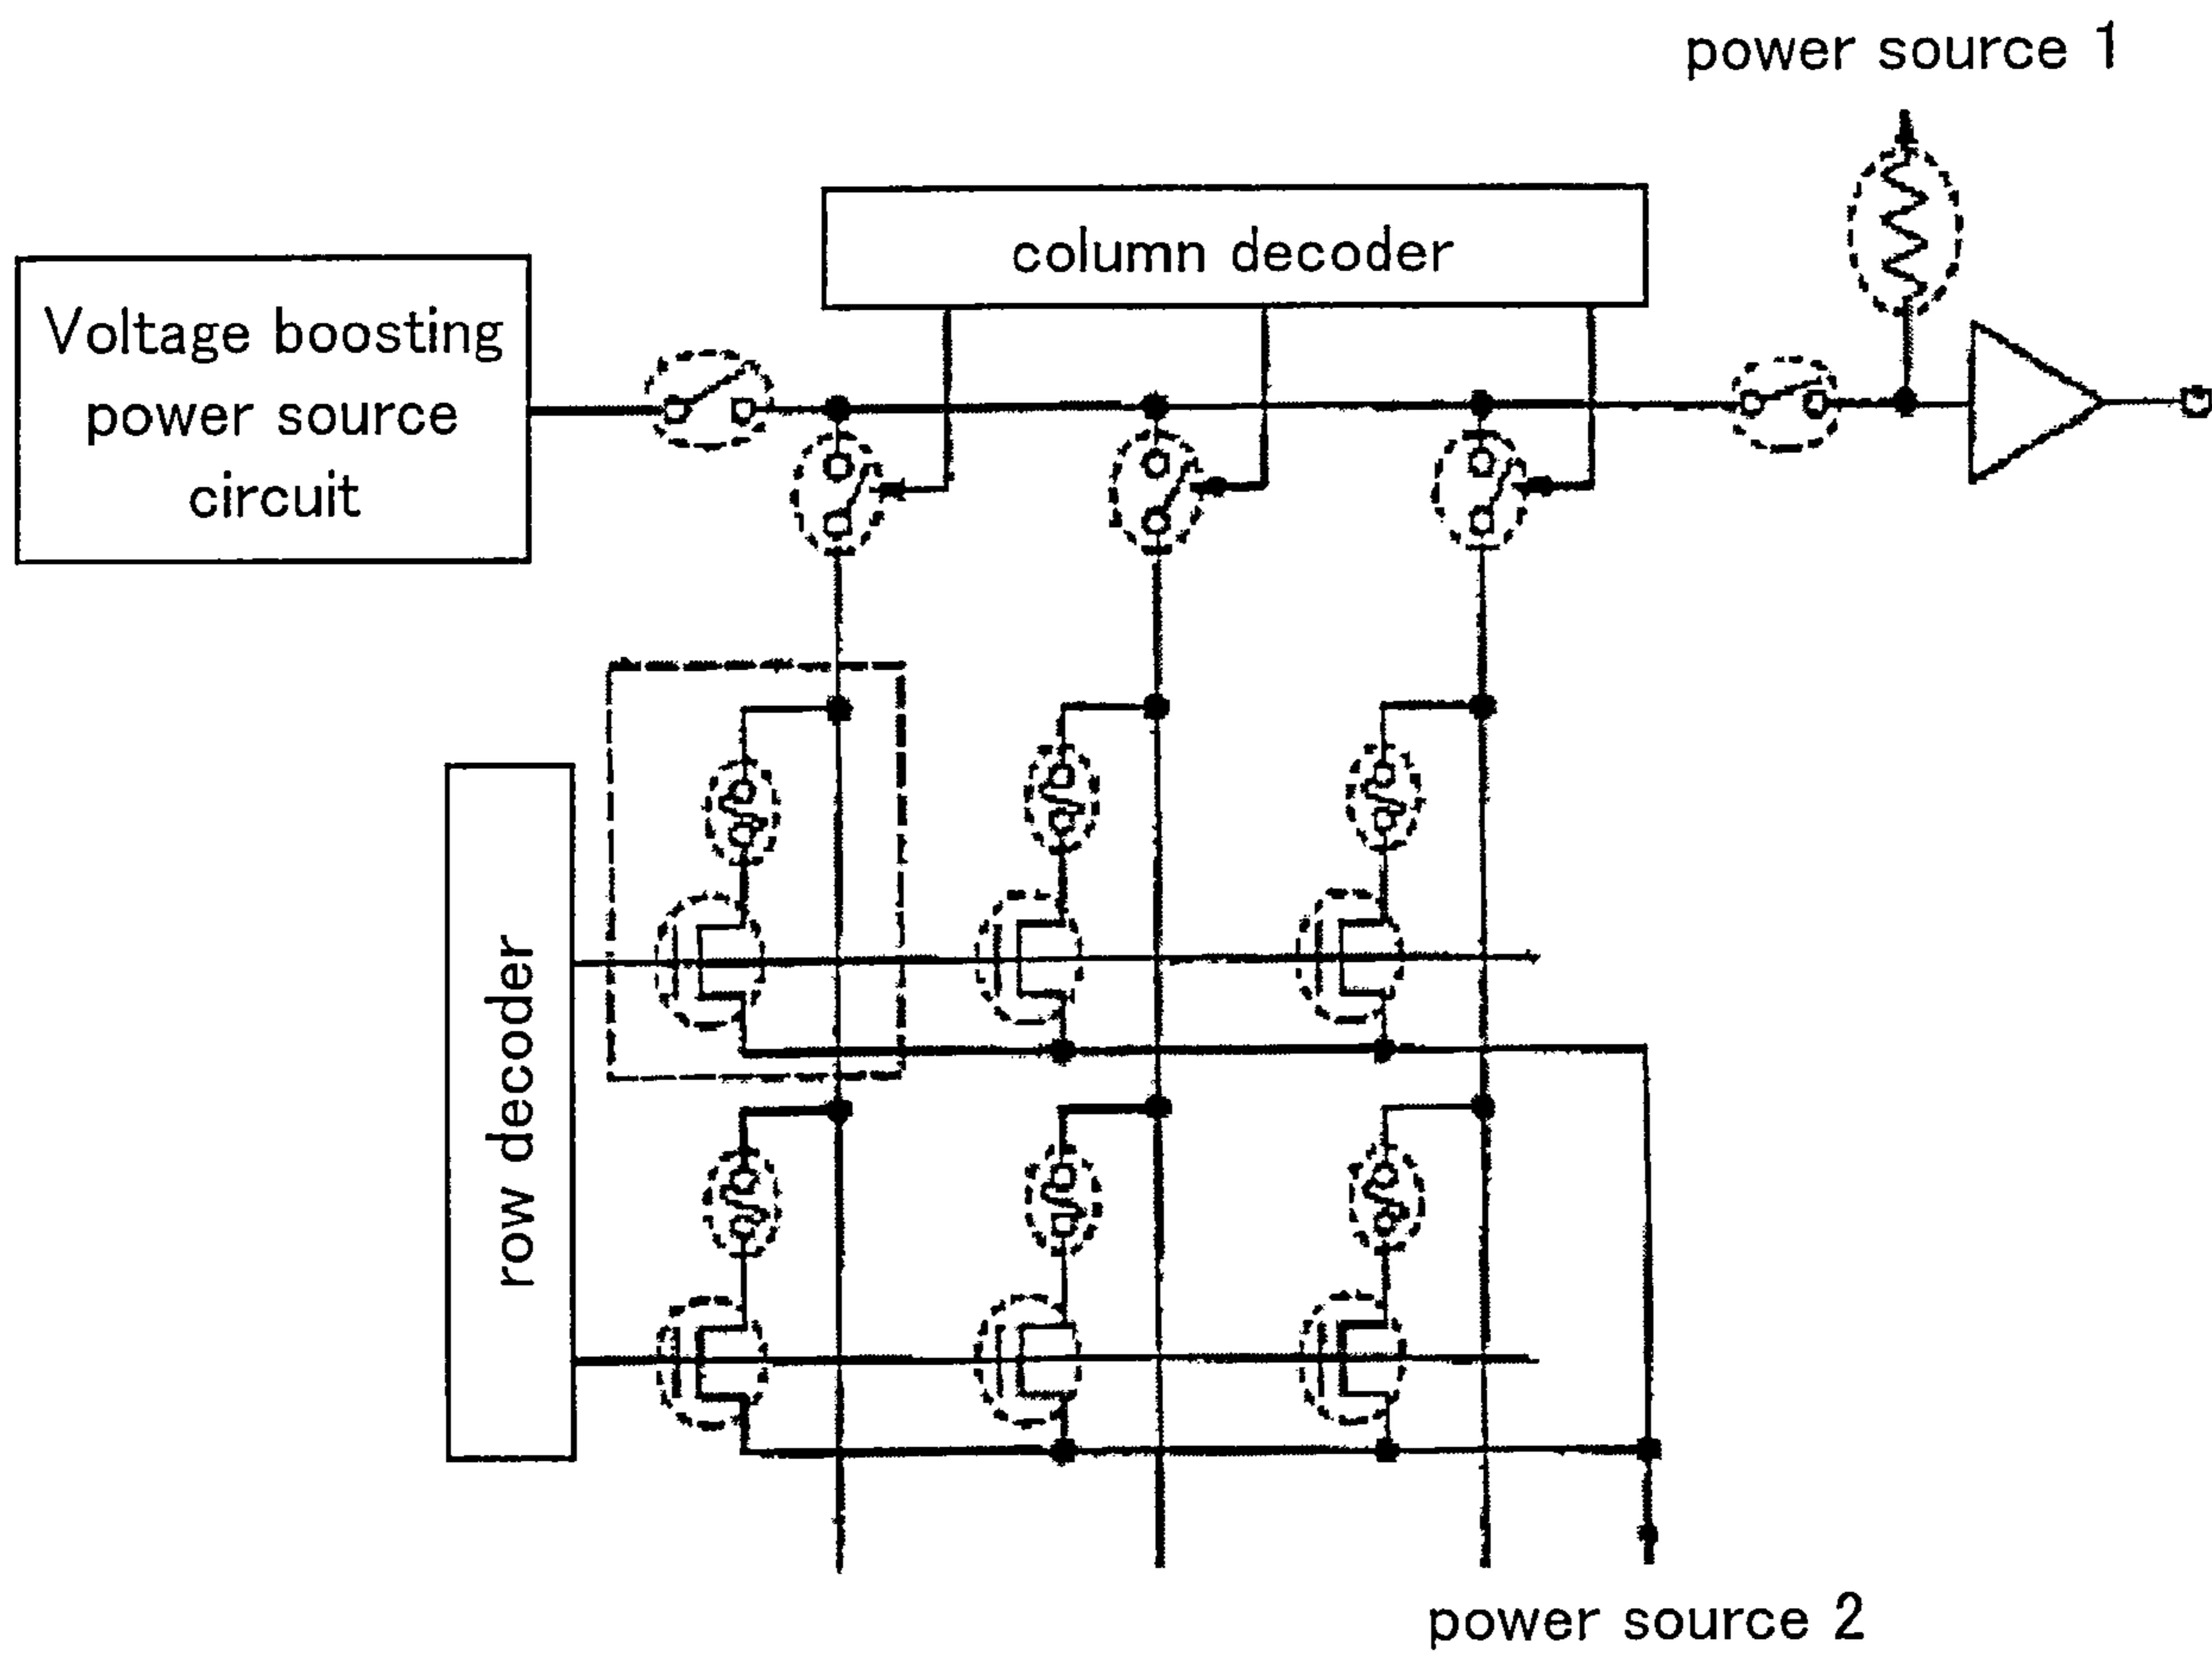 power source 1
column decoder
Voltage boosting
power source
circuit
row decoder
power source 2